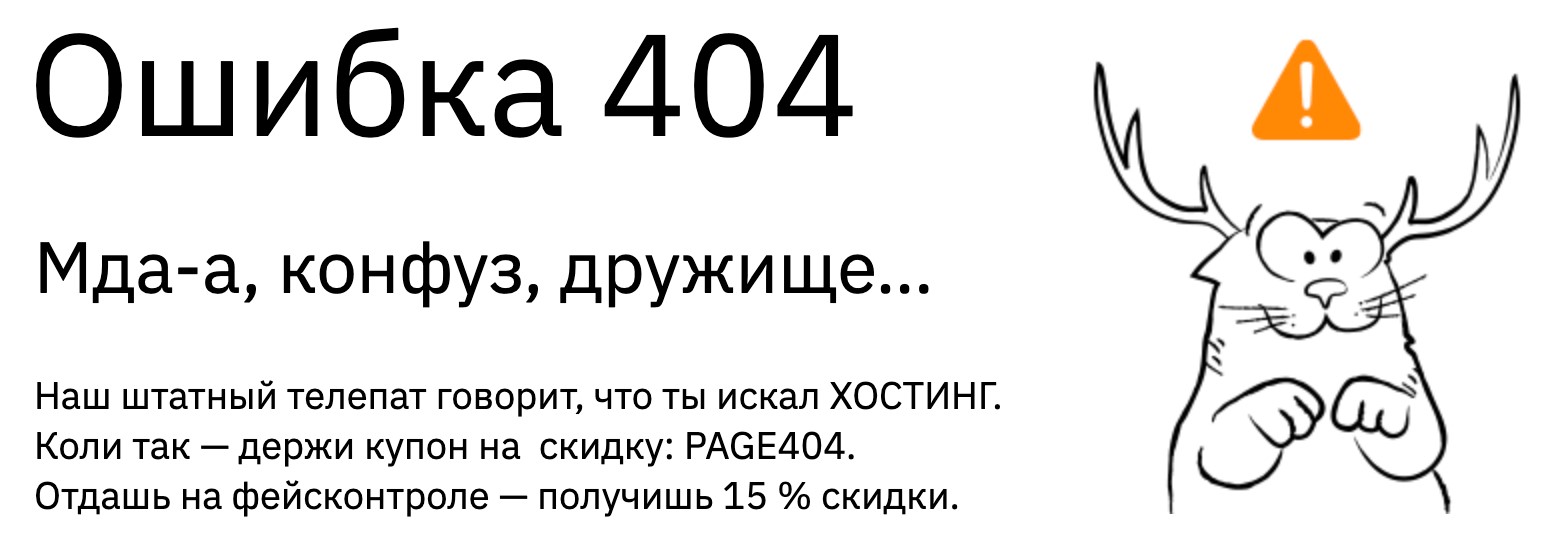 Ошибка 404
Мда-а, конфуз, дружище...
Наш штатный телепат говорит, что ты искал ХОСТИНГ.
Коли так — держи купон на  скидку: PAGE404.
Отдашь на фейсконтроле — получишь 15 % скидки.